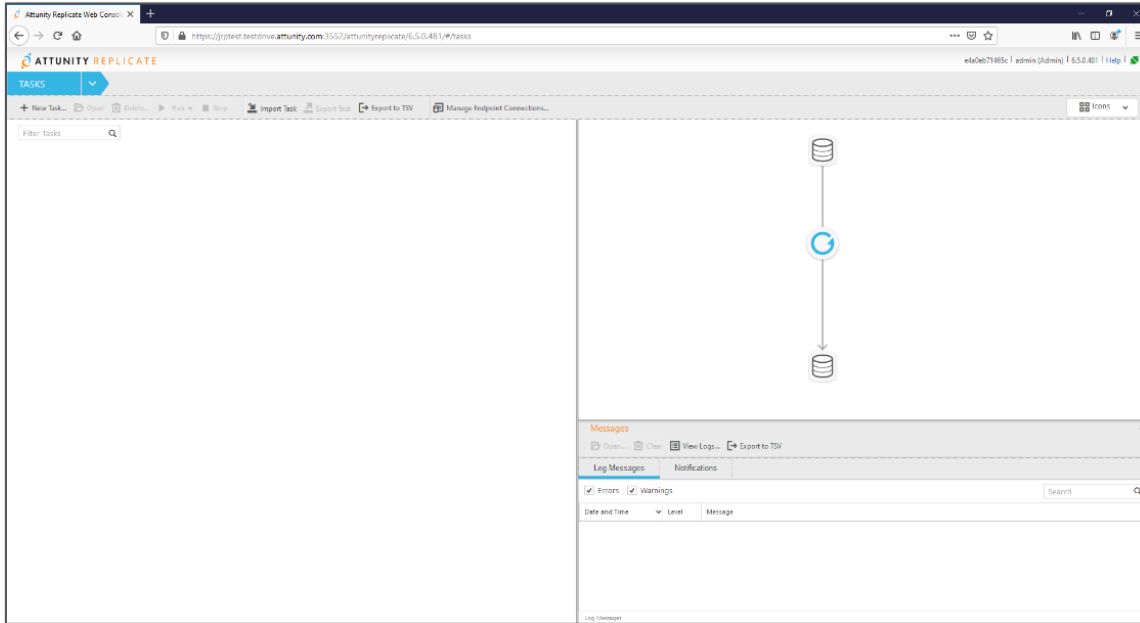 Attunity Replicate Web Consol
https://jrptest.testdrive.attunity.com:3552/attunityreplicate/6.5.0.481/#/tasks
ATTUNITY REPLICATE
e4a0eb71465c | admin (Admin) | 6.5.0.481 | Help |
TASKS
New Task... Open Delete... Run Stop Import Task Export Task Export to TSV Manage Endpoint Connections... Icons
Filter Tasks
Messages
Open... Clear View Logs... Export to TSV
Log Messages Notifications
Errors Warnings Search
Date and Time Level Message
Log Messages